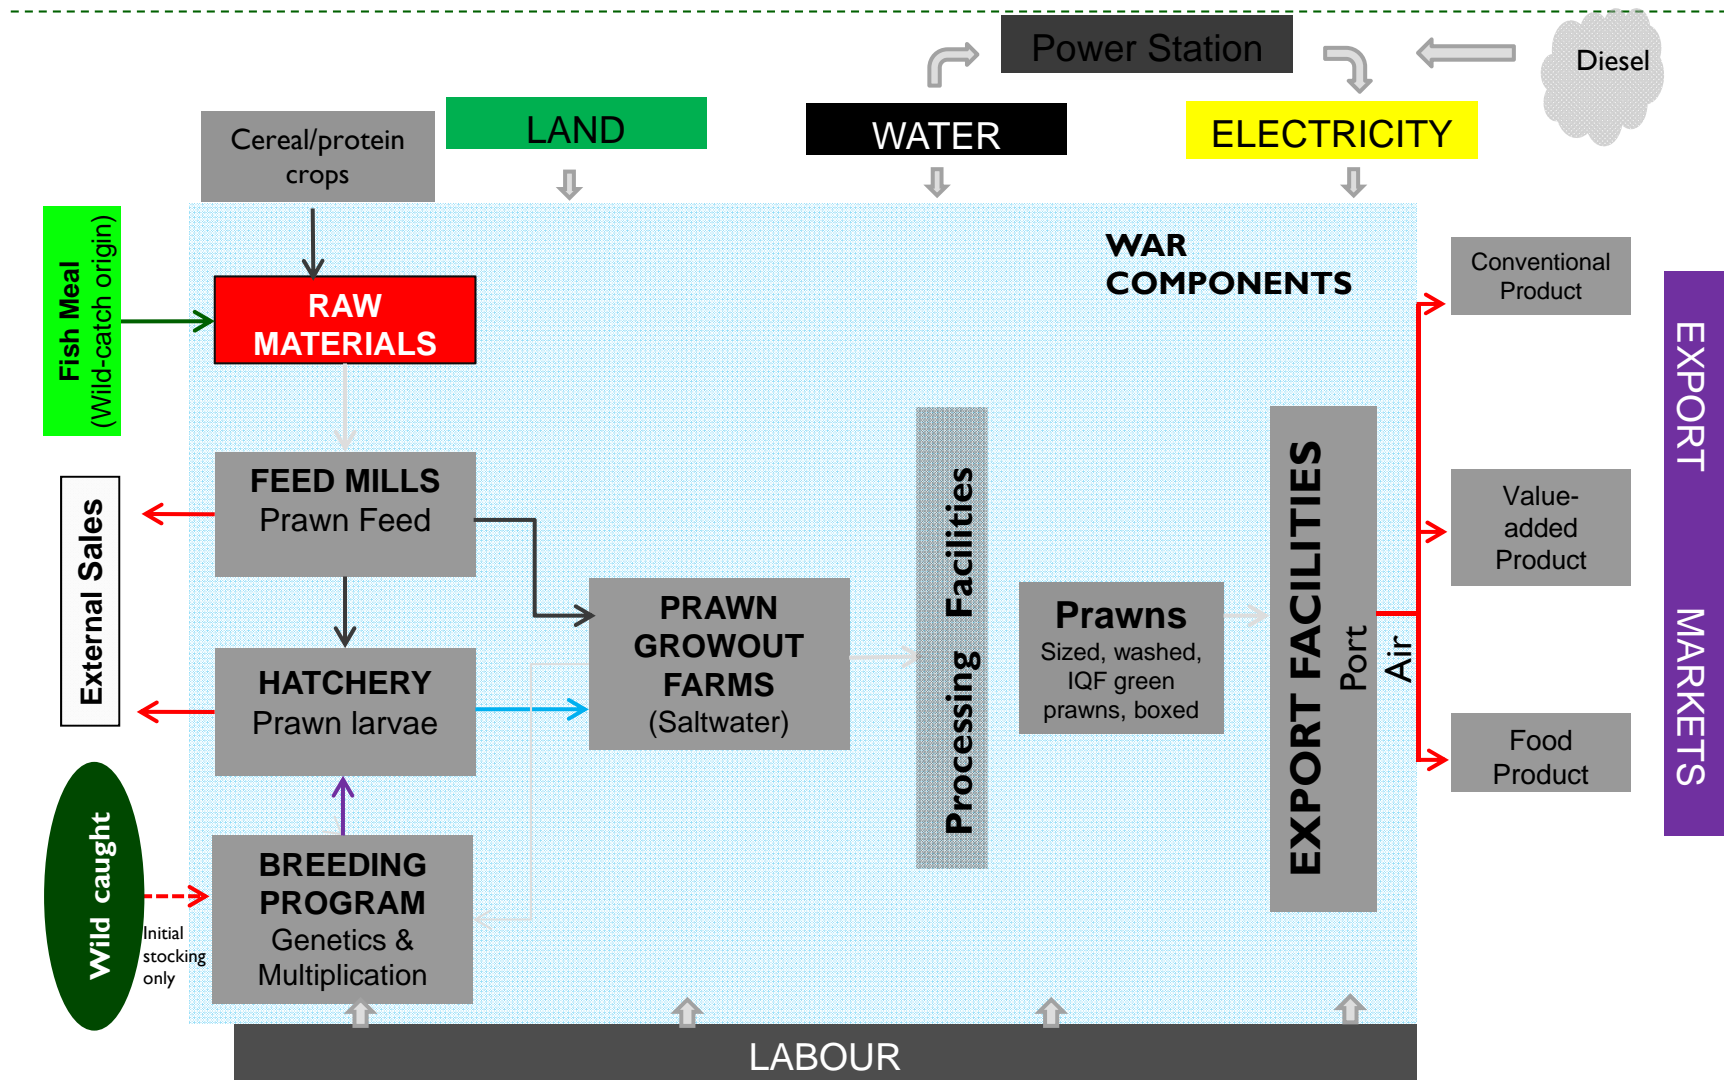 Power Station
Diesel
LAND
WATER
ELECTRICITY
Cereal/protein
crops
Fish Meal
(Wild-catch origin)
RAW
MATERIALS
WAR
COMPONENTS
Conventional
Product
EXPORT MARKETS
External Sales
FEED MILLS
Prawn Feed
HATCHERY
Prawn larvae
PRAWN
GROWOUT
FARMS
(Saltwater)
Processing Facilities
Prawns
Sized, washed,
IQF green
prawns, boxed
EXPORT FACILITIES
Port
Air
Value-
added
Product
Food
Product
Wild caught
Initial
stocking
only
BREEDING
PROGRAM
Genetics &
Multiplication
LABOUR